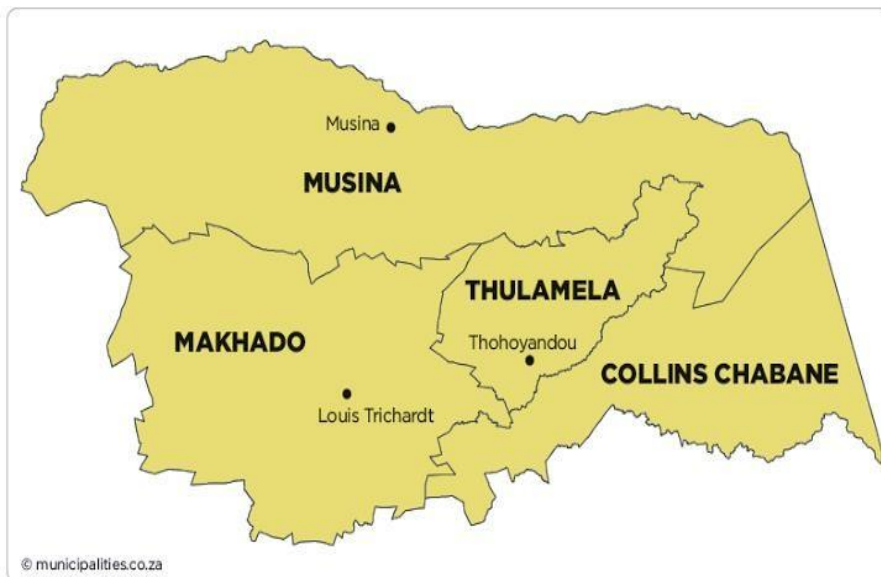 Musina
MUSINA
THULAMELA
MAKHADO
Thohoyandou
COLLINS CHABANE
Louis Trichardt
© municipalities.co.za